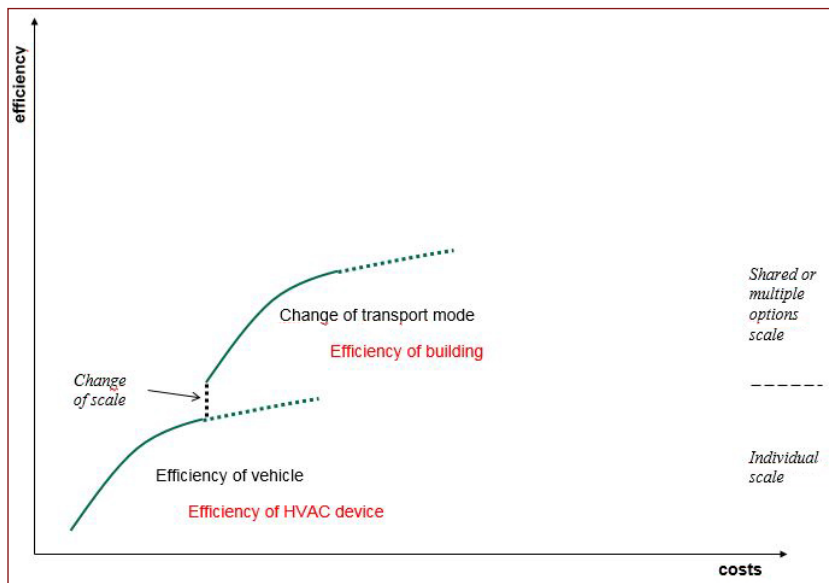 efficiency
Shared or
multiple
options
scale
Change of transport mode
Efficiency of building
Change
of scale
Efficiency of vehicle
Efficiency of HVAC device
Individual
scale
costs